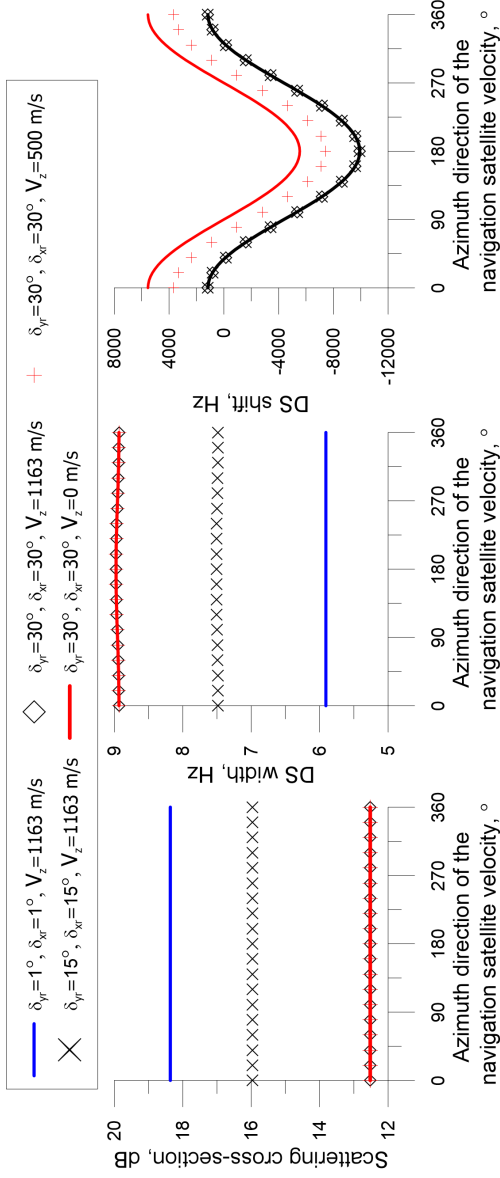 δyr=1°, δxr=1°, Vz=1163 m/s
δyr=30°, δxr=30°, Vz=1163 m/s
δyr=30°, δxr=30°, Vz=500 m/s
δyr=15°, δxr=15°, Vz=1163 m/s
δyr=30°, δxr=30°, Vz=0 m/s
Scattering cross-section, dB
20
18
16
14
12
0
90
180
270
360
Azimuth direction of the
navigation satellite velocity, °
DS width, Hz
9
8
7
6
5
0
90
180
270
360
Azimuth direction of the
navigation satellite velocity, °
DS shift, Hz
8000
4000
0
-4000
-8000
-12000
0
90
180
270
360
Azimuth direction of the
navigation satellite velocity, °